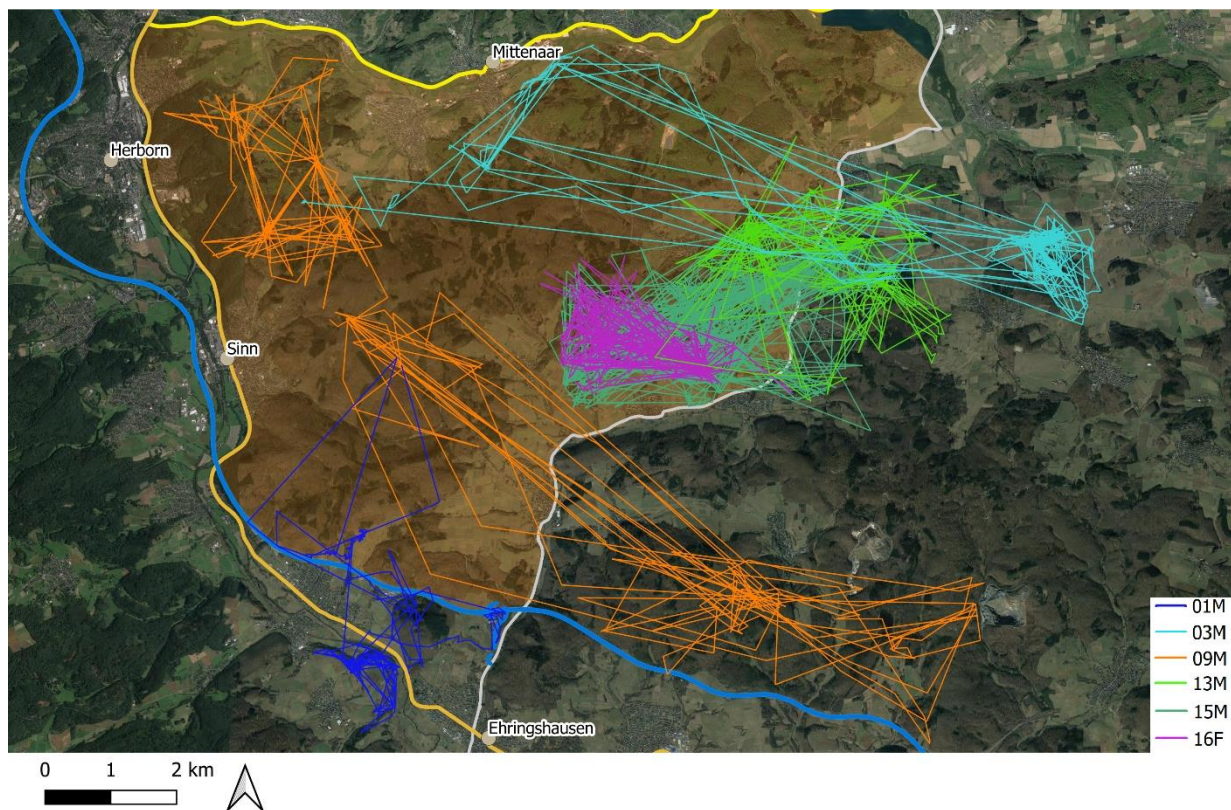 Mittenaar
Herborn
Sinn
Ehringshausen
01M
03M
09M
13M
15M
16F
0 1 2 km